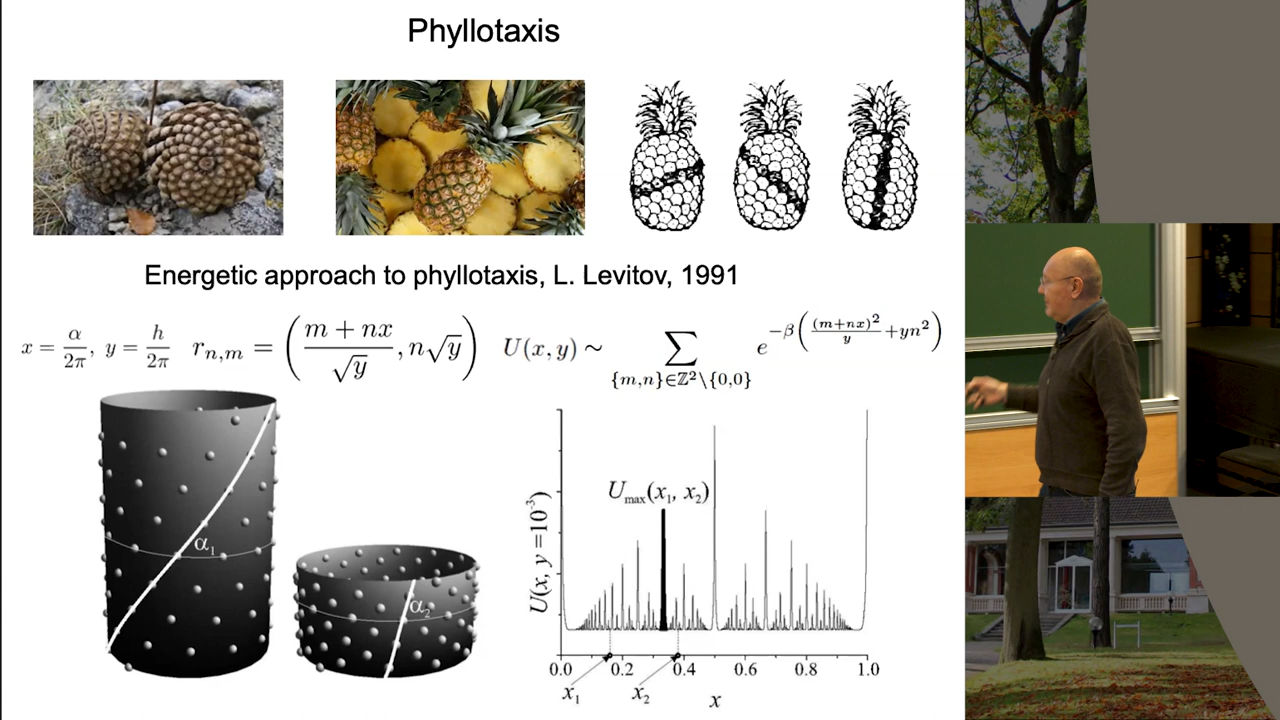 Phyllotaxis
Energetic approach to phyllotaxis, L. Levitov, 1991
x = α/2π, y = h/2π r_{n,m} = ((m + nx)/√y, n√y) U(x, y) ~ ∑_{{m,n}∈ℤ²\{0,0}} e^{−β((m+nx)²/y + yn²)}
α₁
α₂
U(x, y =10⁻³)
U_max(x₁, x₂)
0.0 0.2 0.4 0.6 0.8 1.0
x₁ x₂ x